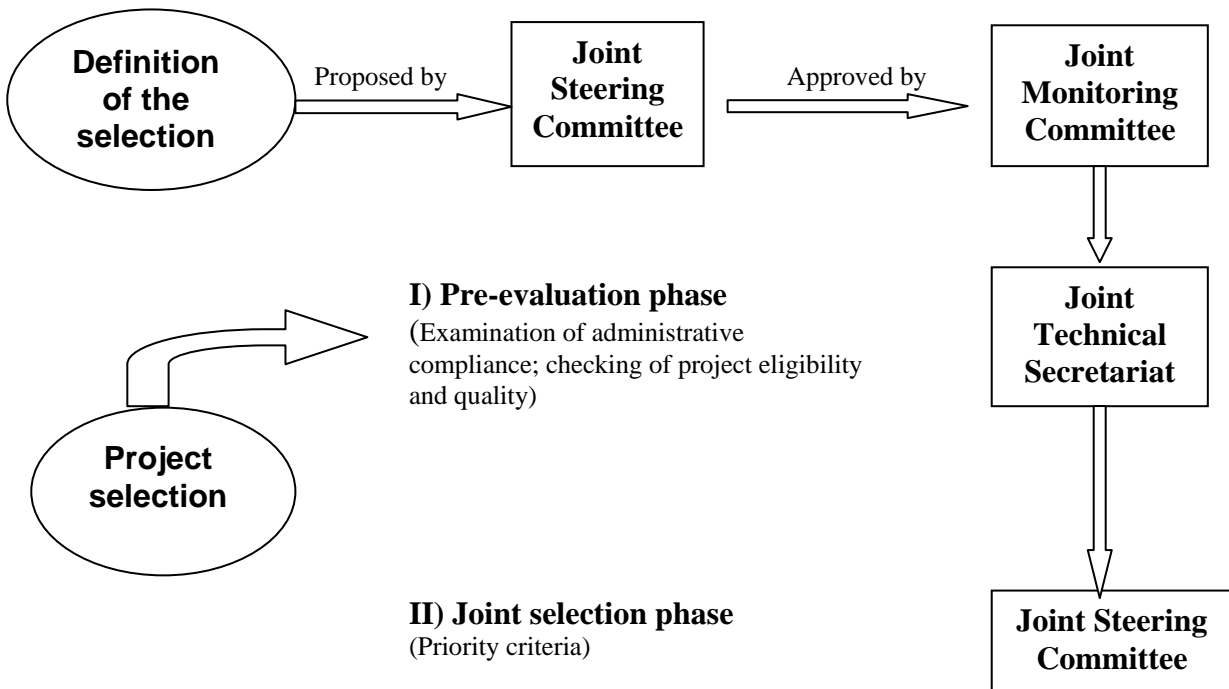 Definition
of the
selection
Proposed by
Joint
Steering
Committee
Approved by
Joint
Monitoring
Committee
I) Pre-evaluation phase
(Examination of administrative
compliance; checking of project eligibility
and quality)
Joint
Technical
Secretariat
Project
selection
II) Joint selection phase
(Priority criteria)
Joint Steering
Committee